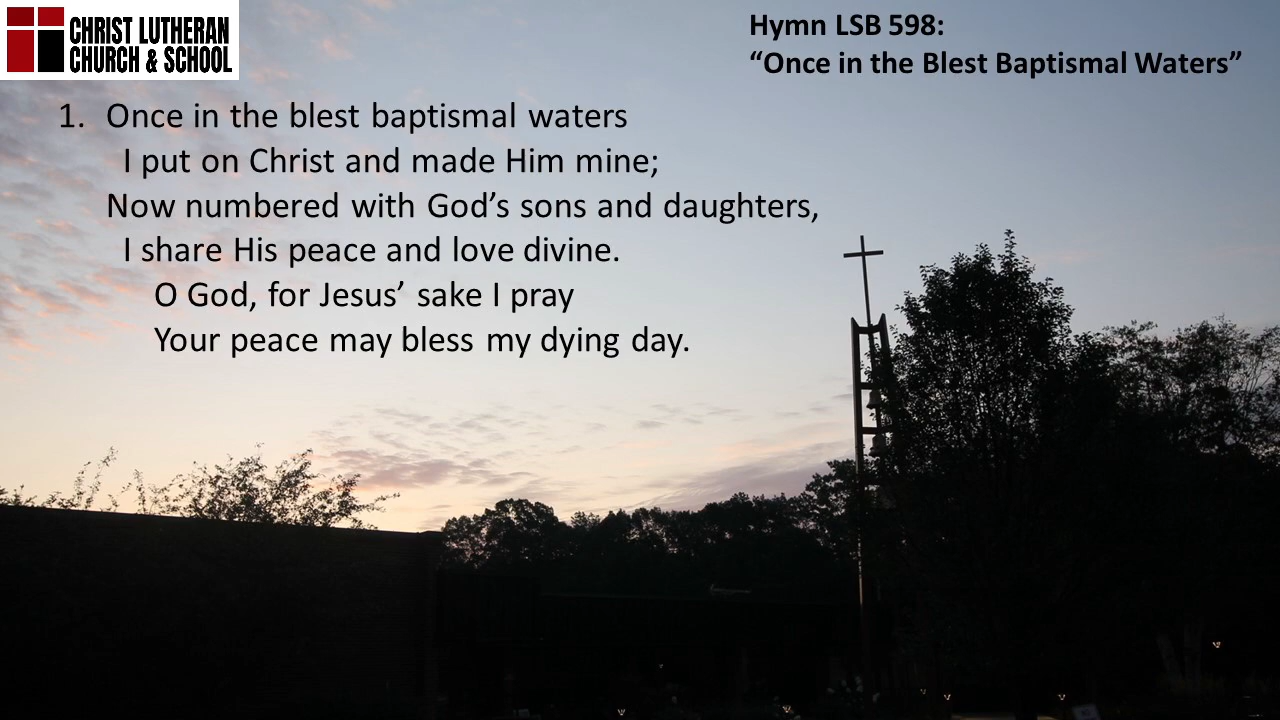 CHRIST LUTHERAN
CHURCH & SCHOOL
Hymn LSB 598:
“Once in the Blest Baptismal Waters”
1. Once in the blest baptismal waters
I put on Christ and made Him mine;
Now numbered with God’s sons and daughters,
I share His peace and love divine.
O God, for Jesus’ sake I pray
Your peace may bless my dying day.